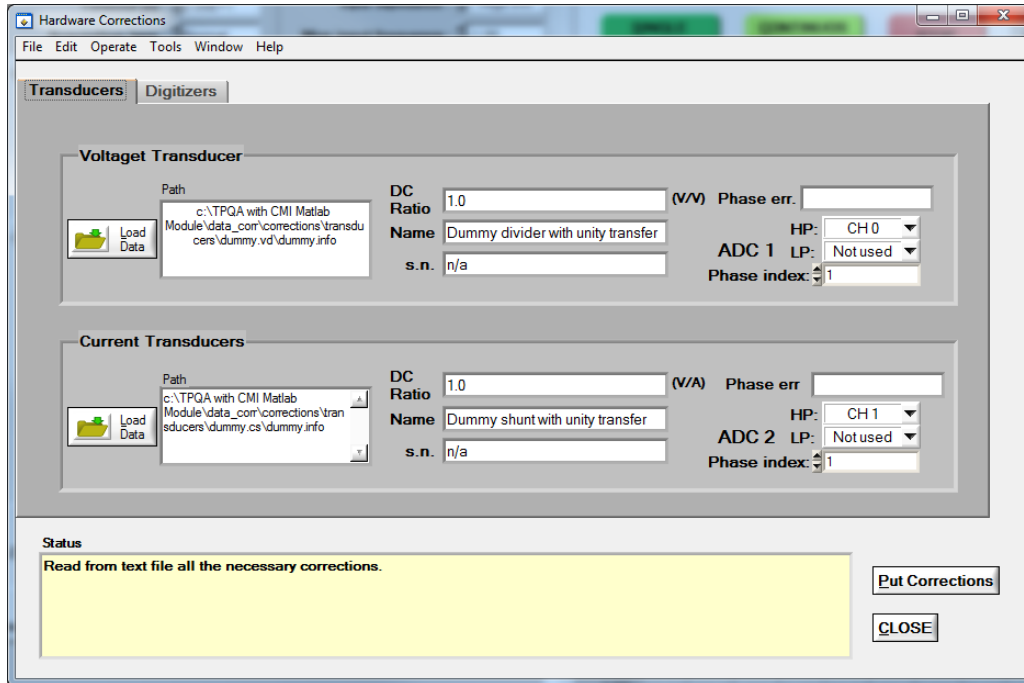 Hardware Corrections
File Edit Operate Tools Window Help
Transducers Digitizers
Voltaget Transducer
Path
c:\TPQA with CMI Matlab
Module\data_corr\corrections\transdu
cers\dummy.vd\dummy.info
Load
Data
DC
Ratio
1.0
(V/V)
Name
Dummy divider with unity transfer
s.n.
n/a
Phase err.
HP: CH 0
ADC 1 LP: Not used
Phase index: 1
Current Transducers
Path
c:\TPQA with CMI Matlab
Module\data_corr\corrections\tran
sducers\dummy.cs\dummy.info
Load
Data
DC
Ratio
1.0
(V/A)
Name
Dummy shunt with unity transfer
s.n.
n/a
Phase err
HP: CH 1
ADC 2 LP: Not used
Phase index: 1
Status
Read from text file all the necessary corrections.
Put Corrections
CLOSE